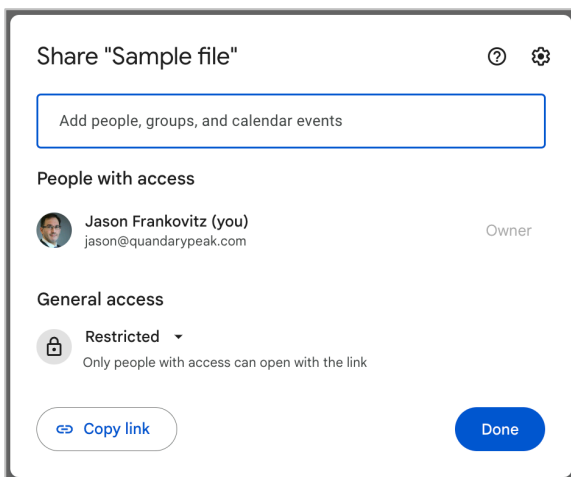 Share "Sample file"
Add people, groups, and calendar events
People with access
Jason Frankovitz (you)
jason@quandarypeak.com
Owner
General access
Restricted
Only people with access can open with the link
Copy link
Done